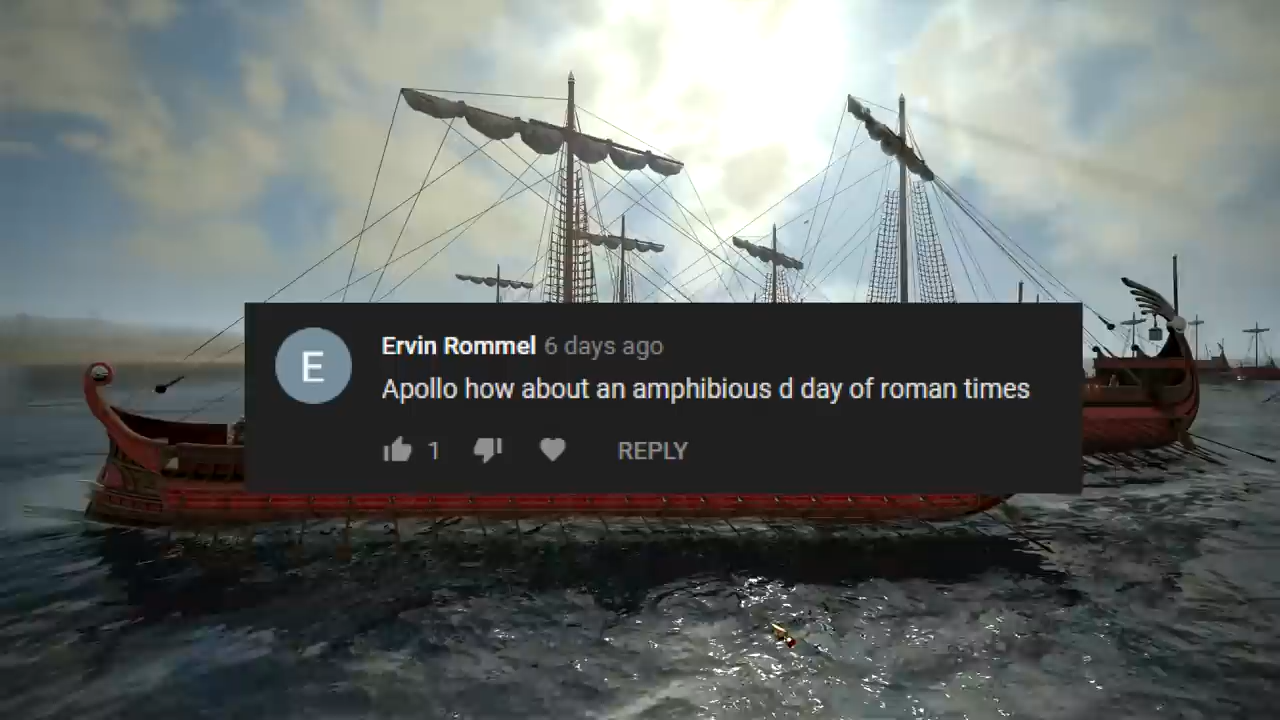 E
Ervin Rommel 6 days ago
Apollo how about an amphibious d day of roman times
1 REPLY